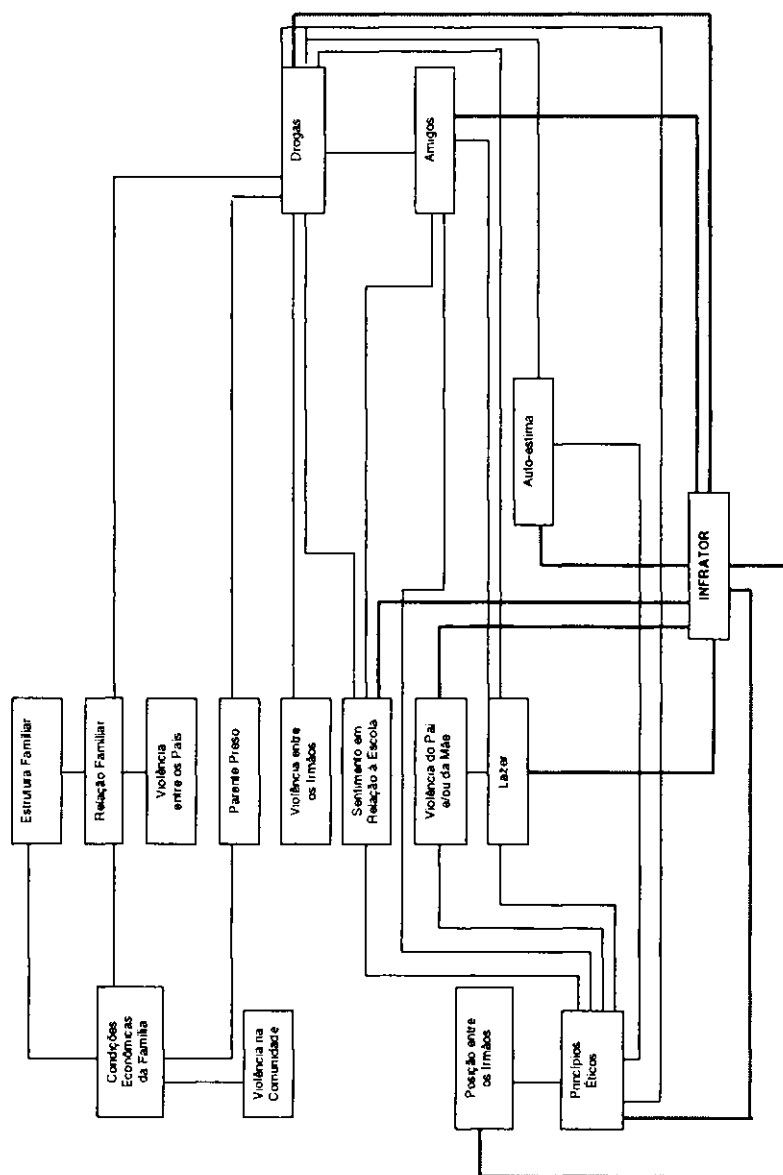 Estrutura Familiar
Relação Familiar
Violência
entre os Pais
Parente Preso
Violência entre
os Irmãos
Sentimento em
Relação à Escola
Violência do Pai
e/ou da Mãe
Lazer
Condições
Econômicas
da Família
Violência na
Comunidade
Posição entre
os Irmãos
Princípios
Éticos
Drogas
Amigos
Auto-estima
INFRATOR